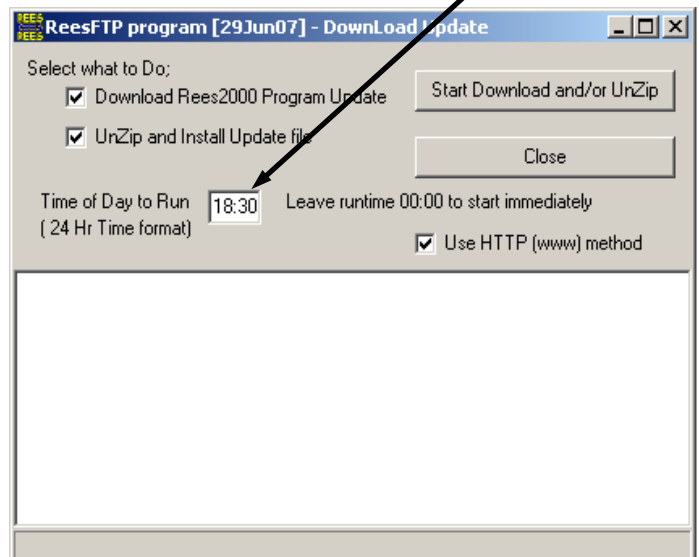 REES
REES
ReesFTP program [29Jun07] - DownLoad Update
Select what to Do;
Download Rees2000 Program Update
Start Download and/or UnZip
UnZip and Install Update file
Close
Time of Day to Run 18:30 Leave runtime 00:00 to start immediately
( 24 Hr Time format)
Use HTTP (www) method